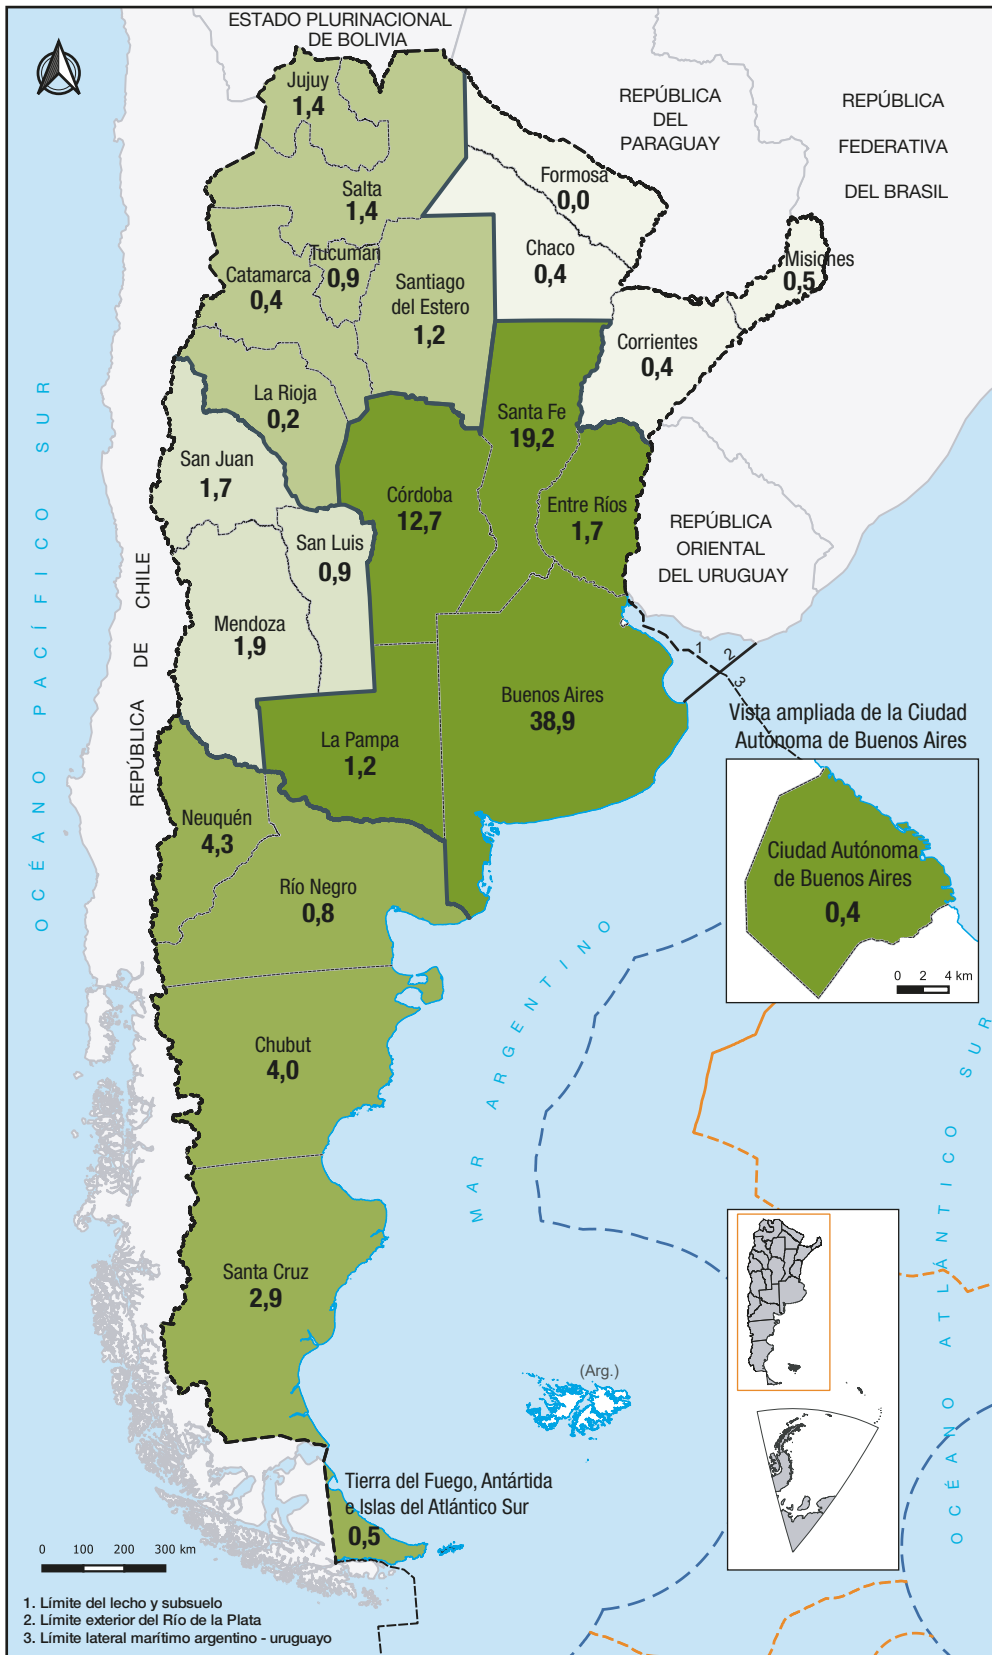 ESTADO PLURINACIONAL
DE BOLIVIA
REPÚBLICA
DEL
PARAGUAY
REPÚBLICA
FEDERATIVA
DEL BRASIL
Jujuy
1,4
Salta
1,4
Formosa
0,0
Chaco
0,4
Misiones
0,5
Tucumán
0,9
Catamarca
0,4
Santiago
del Estero
1,2
Corrientes
0,4
La Rioja
0,2
Santa Fe
19,2
San Juan
1,7
Córdoba
12,7
Entre Ríos
1,7
San Luis
0,9
REPÚBLICA
ORIENTAL
DEL URUGUAY
Mendoza
1,9
Buenos Aires
38,9
La Pampa
1,2
1
2
3
Neuquén
4,3
Río Negro
0,8
Chubut
4,0
Santa Cruz
2,9
Tierra del Fuego, Antártida
e Islas del Atlántico Sur
0,5
(Arg.)
Vista ampliada de la Ciudad
Autónoma de Buenos Aires
Ciudad Autónoma
de Buenos Aires
0,4
0 2 4 km
OCÉANO PACÍFICO SUR
REPÚBLICA DE CHILE
MAR ARGENTINO
OCÉANO ATLÁNTICO SUR
0 100 200 300 km
1. Límite del lecho y subsuelo
2. Límite exterior del Río de la Plata
3. Límite lateral marítimo argentino - uruguayo